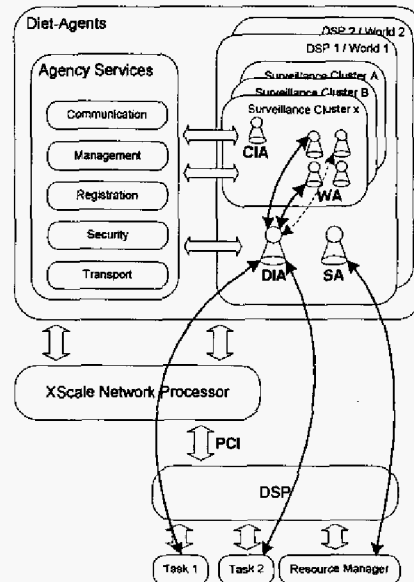 Diet-Agents
DSP 2 / World 2
DSP 1 / World 1
Agency Services
Surveillance Cluster A
Surveillance Cluster B
Surveillance Cluster x
Communication
CIA
Management
WA
Registration
Security
DIA
SA
Transport
XScale Network Processor
PCI
DSP
Task 1
Task 2
Resource Manager